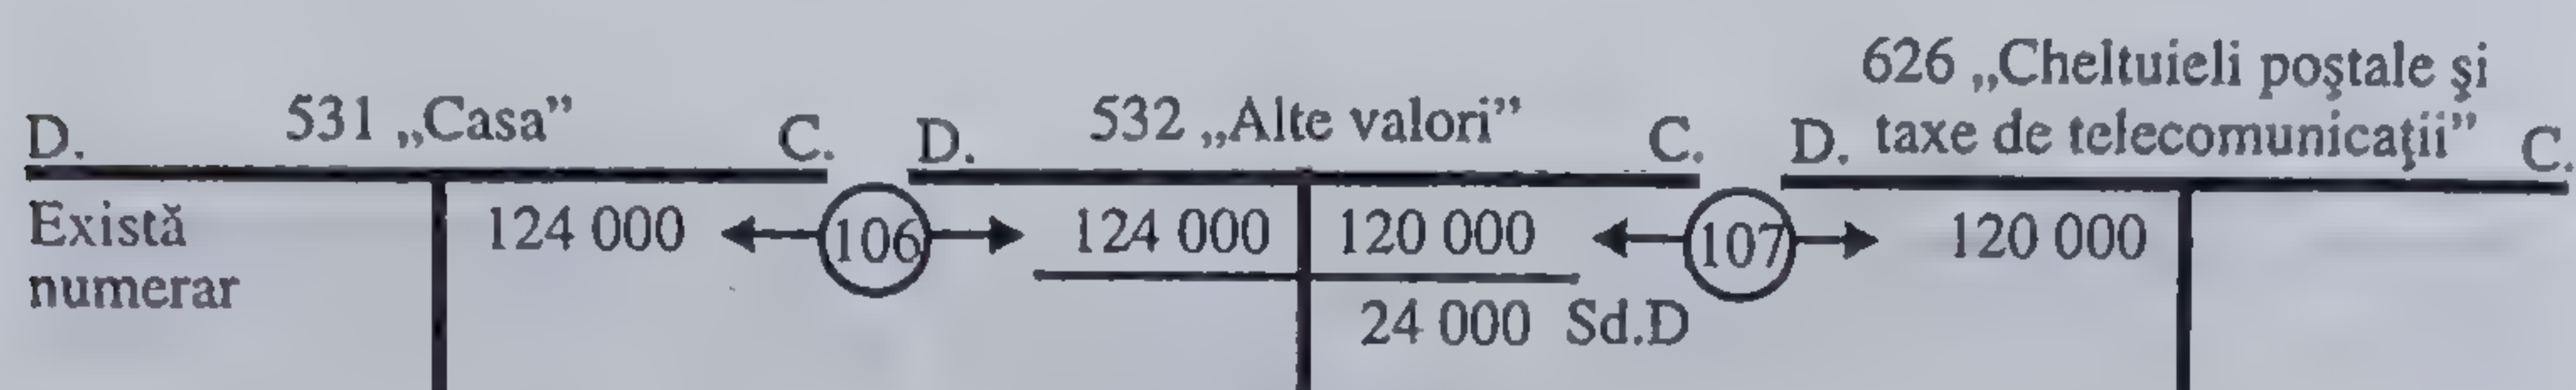 626 „Cheltuieli poştale şi
D. 531 „Casa” C. D. 532 „Alte valori” C. D. taxe de telecomunicaţii” C.
Există 124 000 106 124 000 120 000 107 120 000
numerar
24 000 Sd.D